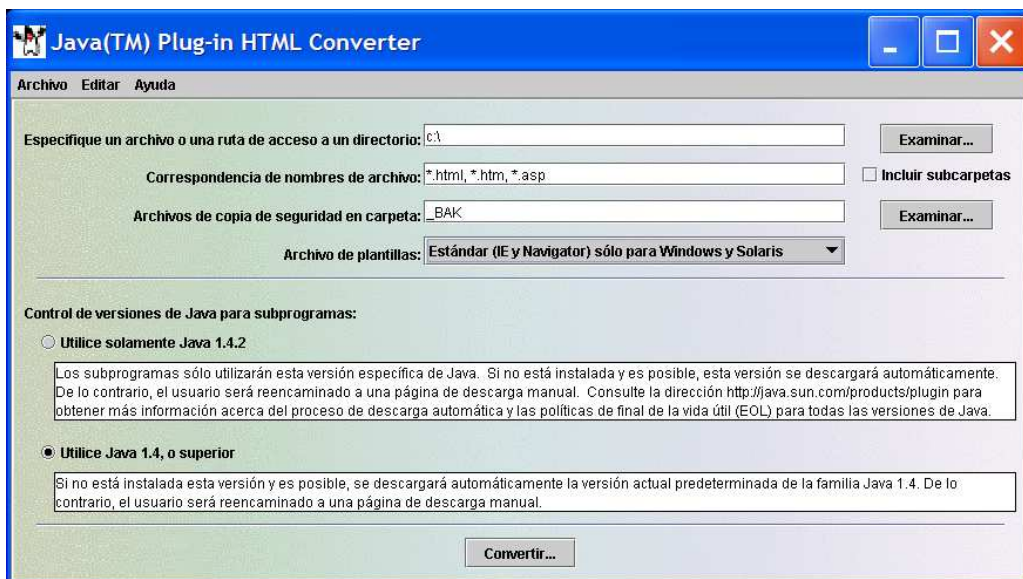 Java(TM) Plug-in HTML Converter
Archivo Editar Ayuda
Especifique un archivo o una ruta de acceso a un directorio: c:\ Examinar...
Correspondencia de nombres de archivo: *.html, *.htm, *.asp Incluir subcarpetas
Archivos de copia de seguridad en carpeta: _BAK Examinar...
Archivo de plantillas: Estándar (IE y Navigator) sólo para Windows y Solaris
Control de versiones de Java para subprogramas:
Utilice solamente Java 1.4.2
Los subprogramas sólo utilizarán esta versión específica de Java. Si no está instalada y es posible, esta versión se descargará automáticamente.
De lo contrario, el usuario será reencaminado a una página de descarga manual. Consulte la dirección http://java.sun.com/products/plugin para
obtener más información acerca del proceso de descarga automática y las políticas de final de la vida útil (EOL) para todas las versiones de Java.
Utilice Java 1.4, o superior
Si no está instalada esta versión y es posible, se descargará automáticamente la versión actual predeterminada de la familia Java 1.4. De lo
contrario, el usuario será reencaminado a una página de descarga manual.
Convertir...